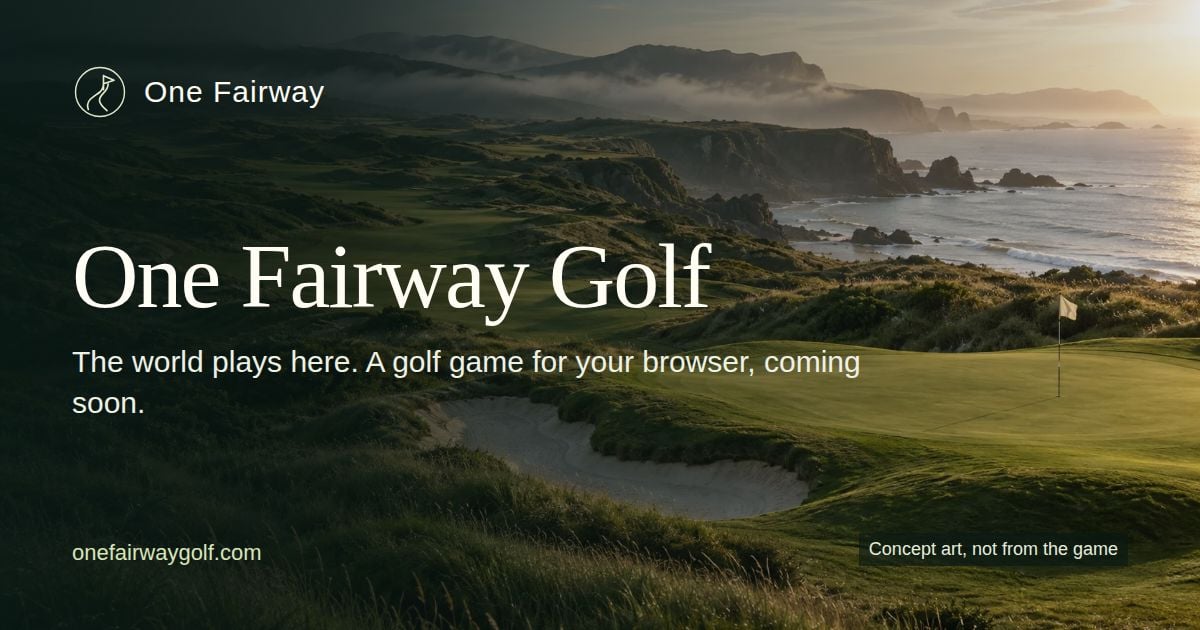 One Fairway
One Fairway Golf
The world plays here. A golf game for your browser, coming
soon.
onefairwaygolf.com
Concept art, not from the game